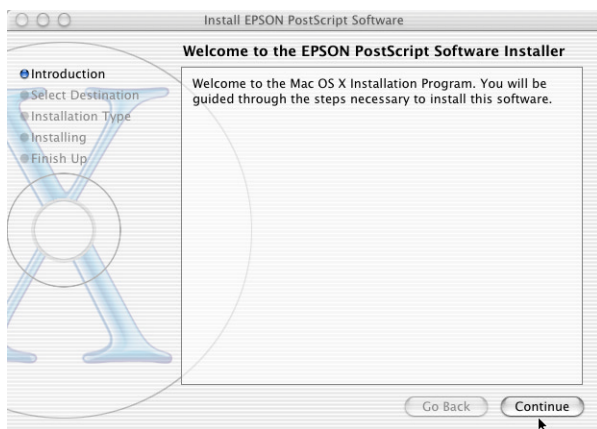 Install EPSON PostScript Software
Welcome to the EPSON PostScript Software Installer
Introduction
Select Destination
Installation Type
Installing
Finish Up
Welcome to the Mac OS X Installation Program. You will be
guided through the steps necessary to install this software.
Go Back
Continue